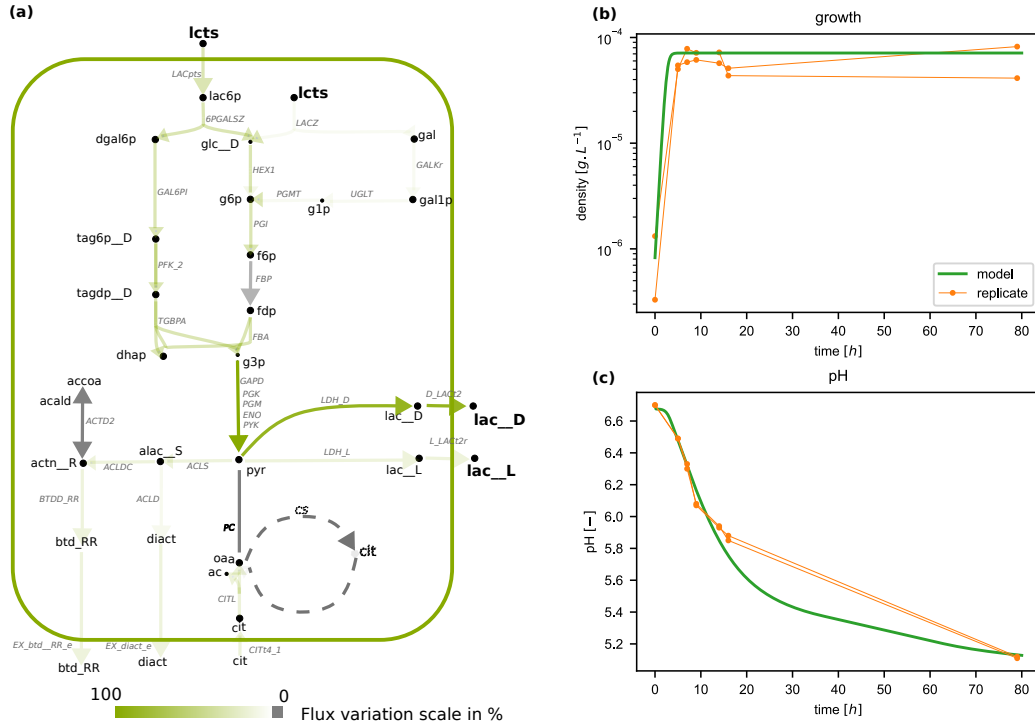 (a)
lcts
LACpts
lac6p
lcts
6PGALSZ
LACZ
dgal6p
glc__D
gal
GAL6PI
HEX1
GALKr
g6p
PGMT
UGLT
g1p
gal1p
PGI
tag6p__D
f6p
PFK_2
FBP
tagdp__D
fdp
TGBPA
FBA
dhap
g3p
accoa
acald
GAPD
PGK
PGM
ENO
PYK
LDH_D
D_LACt2
lac__D
lac__D
ACTD2
alac__S
actn__R
ACLDC
ACLS
pyr
LDH_L
L_LACt2r
lac__L
lac__L
BTDD_RR
ACLD
PC
cs
btd_RR
diact
oaa
cit
ac
CITL
cit
EX_btd__RR_e
EX_diact_e
CITt4_1
btd_RR
diact
cit
100
0
Flux variation scale in %
(b)
growth
density [g.L⁻¹]
10⁻⁴
10⁻⁵
10⁻⁶
model
replicate
0 10 20 30 40 50 60 70 80
time [h]
(c)
pH
pH [−]
6.6
6.4
6.2
6.0
5.8
5.6
5.4
5.2
0 10 20 30 40 50 60 70 80
time [h]